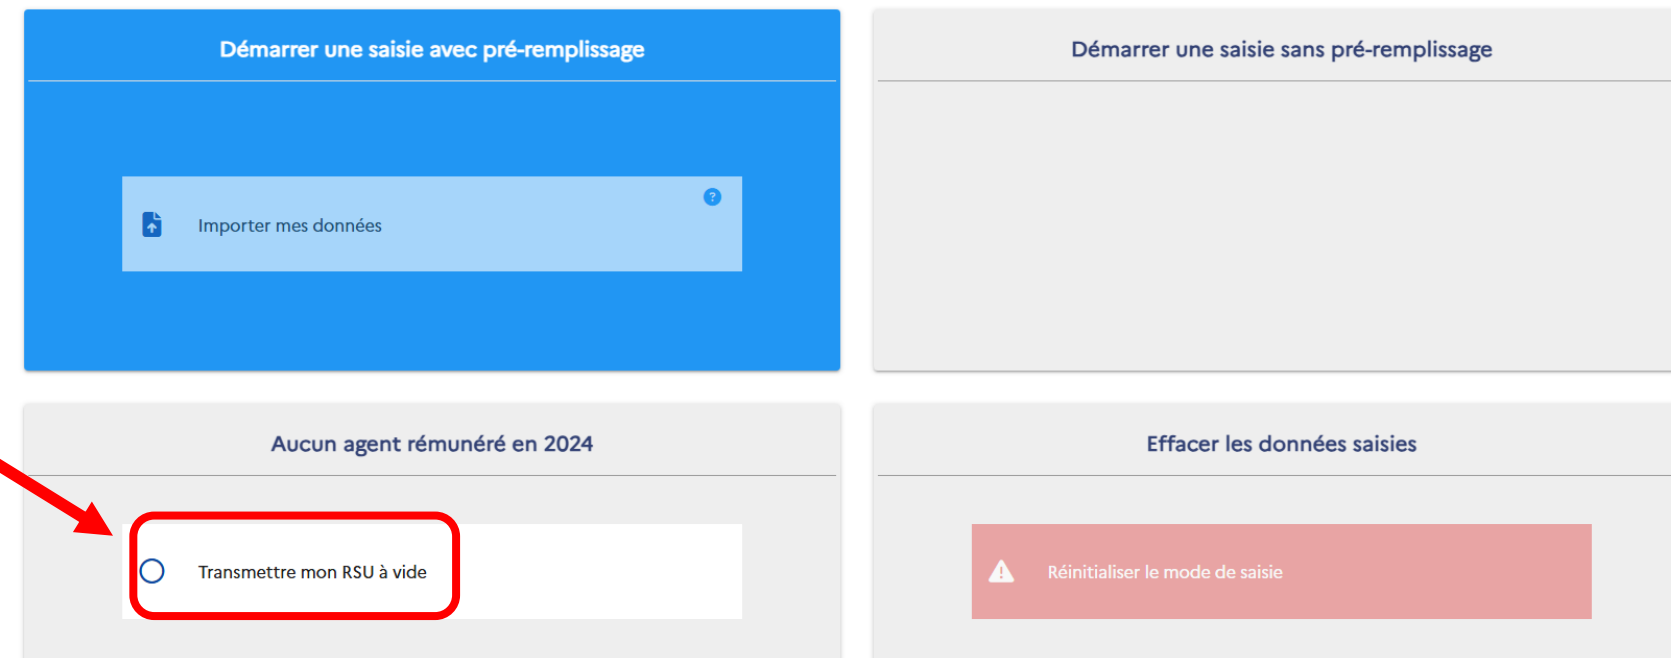 Démarrer une saisie avec pré-remplissage
Démarrer une saisie sans pré-remplissage
?
Importer mes données
Aucun agent rémunéré en 2024
Effacer les données saisies
Transmettre mon RSU à vide
Réinitialiser le mode de saisie